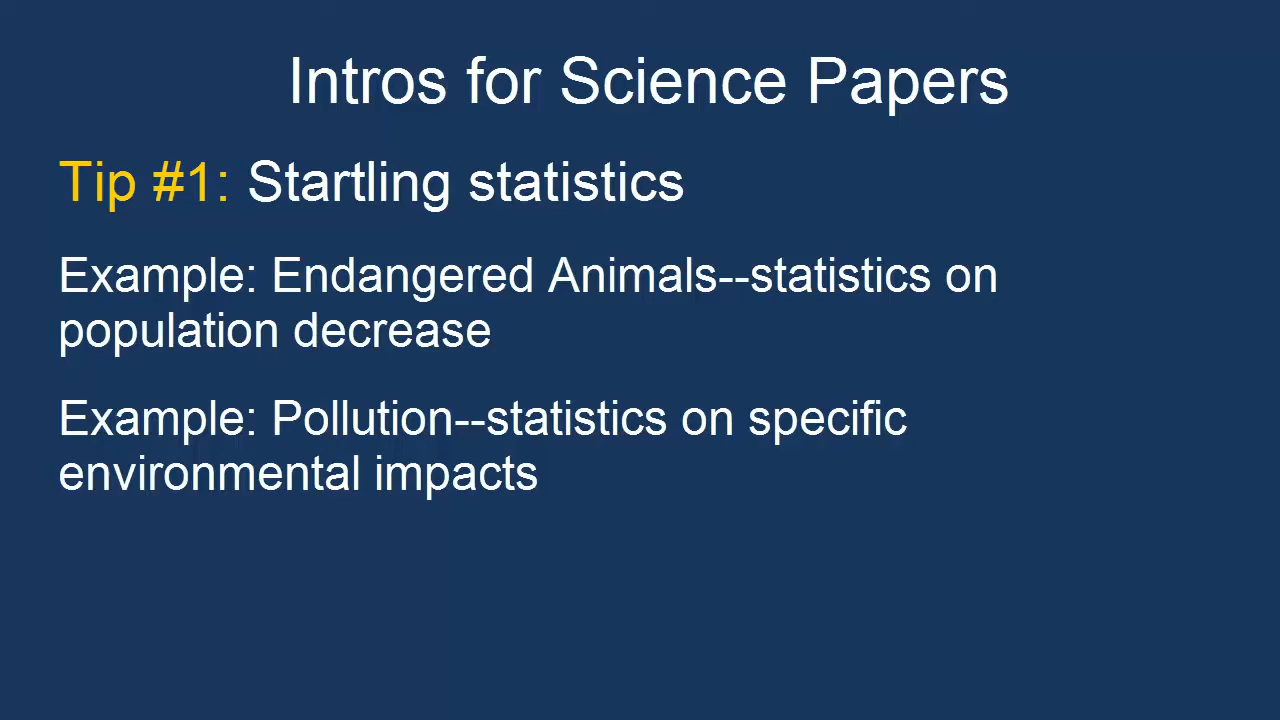 Intros for Science Papers
Tip #1: Startling statistics
Example: Endangered Animals--statistics on
population decrease
Example: Pollution--statistics on specific
environmental impacts